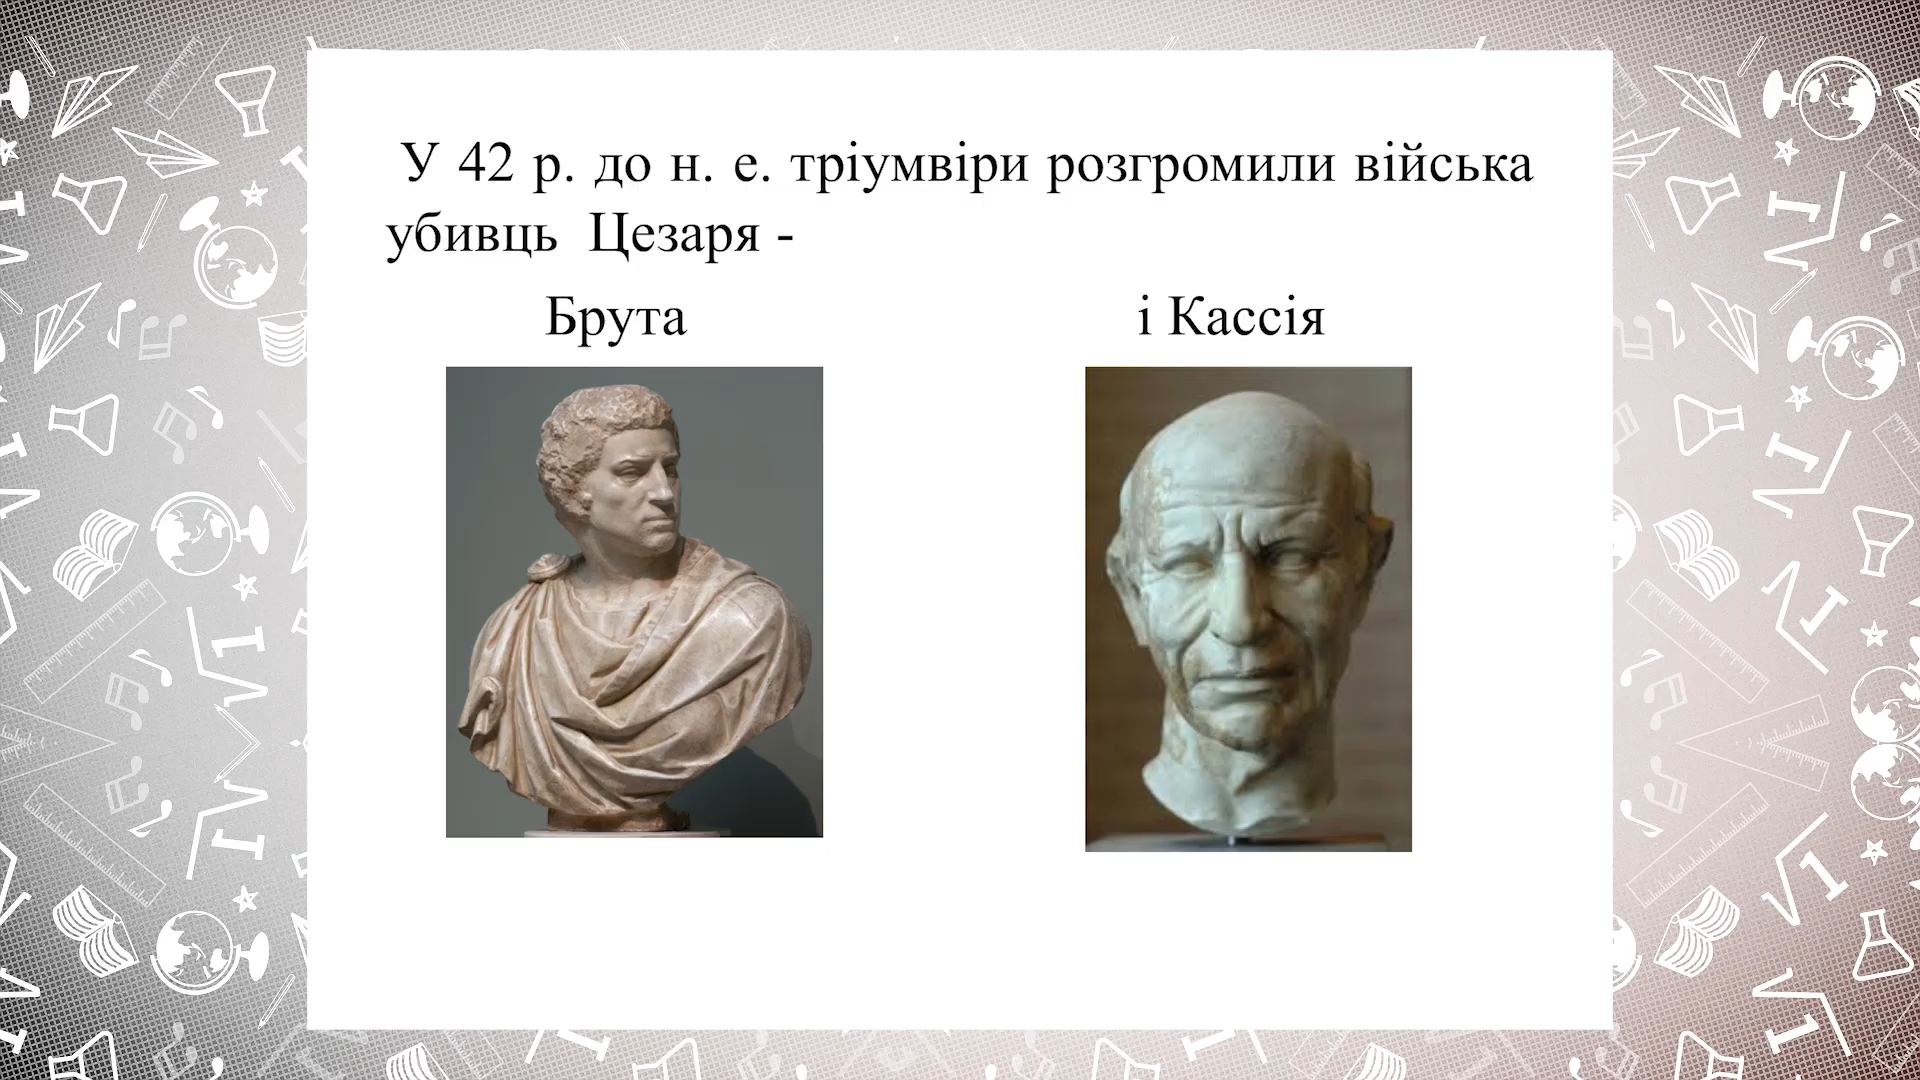 У 42 р. до н. е. тріумвіри розгромили війська
убивць Цезаря -
Брута і Кассія